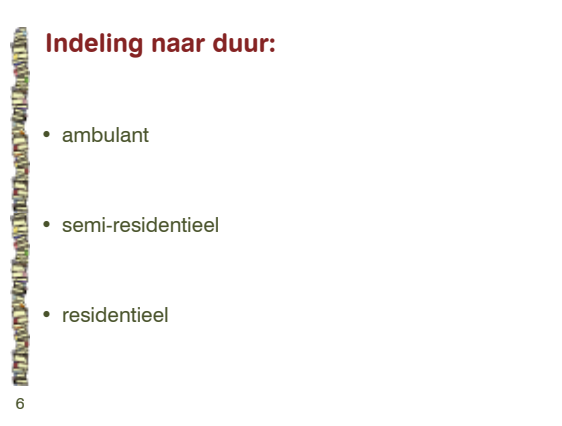 Indeling naar duur:
• ambulant
• semi-residentieel
• residentieel
6